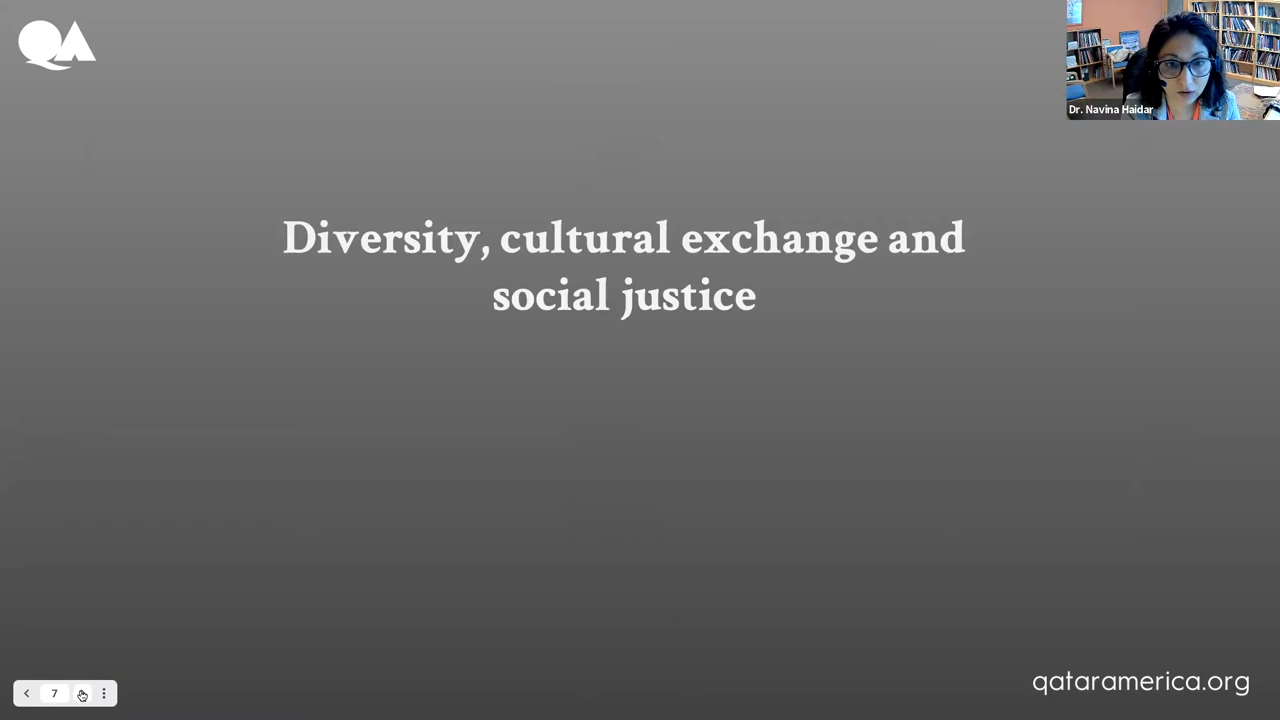 QA
Dr. Navina Haidar
Diversity, cultural exchange and
social justice
7
qataramerica.org